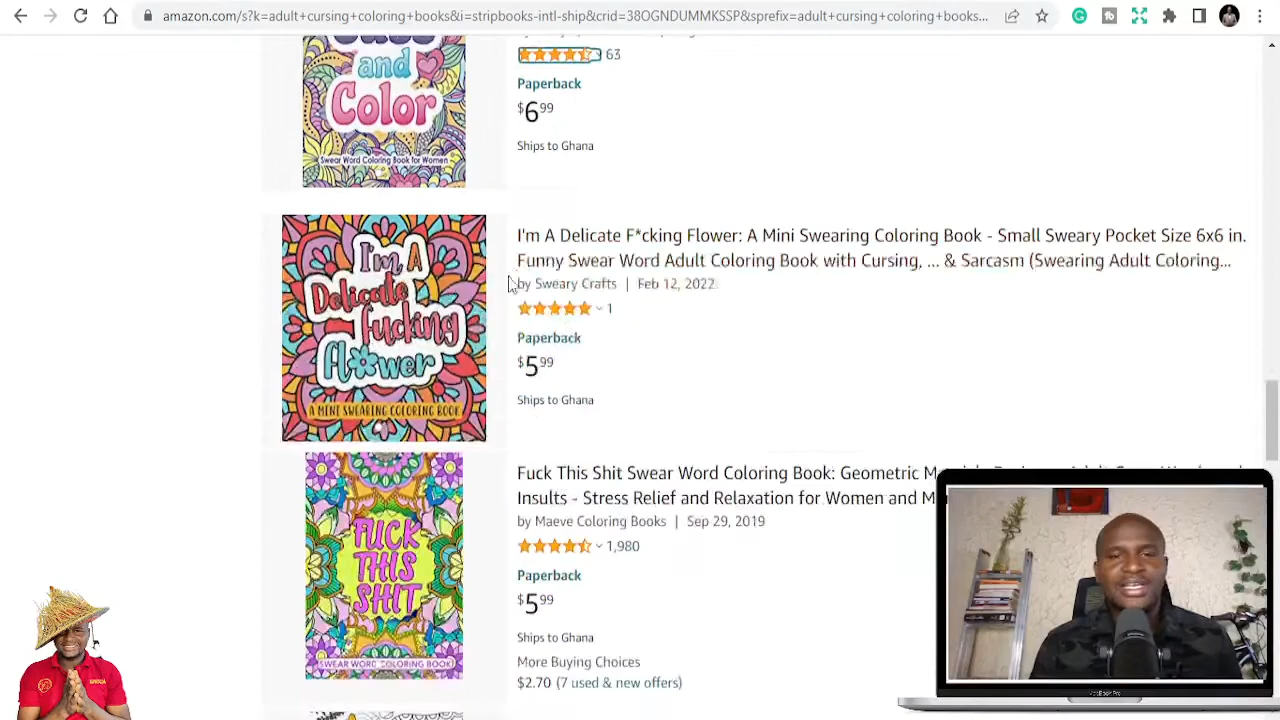 amazon.com/s?k=adult+cursing+coloring+books&i=stripbooks-intl-ship&crid=38OGNDUMMKSSP&sprefix=adult+cursing+coloring+books...
and
Color
Swear Word Coloring Book for Women
63
Paperback
$6.99
Ships to Ghana
I'm A
Delicate
Fucking
Flower
A MINI SWEARING COLORING BOOK
I'm A Delicate F*cking Flower: A Mini Swearing Coloring Book - Small Sweary Pocket Size 6x6 in.
Funny Swear Word Adult Coloring Book with Cursing, ... & Sarcasm (Swearing Adult Coloring...
by Sweary Crafts | Feb 12, 2022
1
Paperback
$5.99
Ships to Ghana
FUCK
THIS
SHIT
SWEAR WORD COLORING BOOK
Fuck This Shit Swear Word Coloring Book: Geometric
Insults - Stress Relief and Relaxation for Women and
by Maeve Coloring Books | Sep 29, 2019
1,980
Paperback
$5.99
Ships to Ghana
More Buying Choices
$2.70 (7 used & new offers)
MacBook Pro